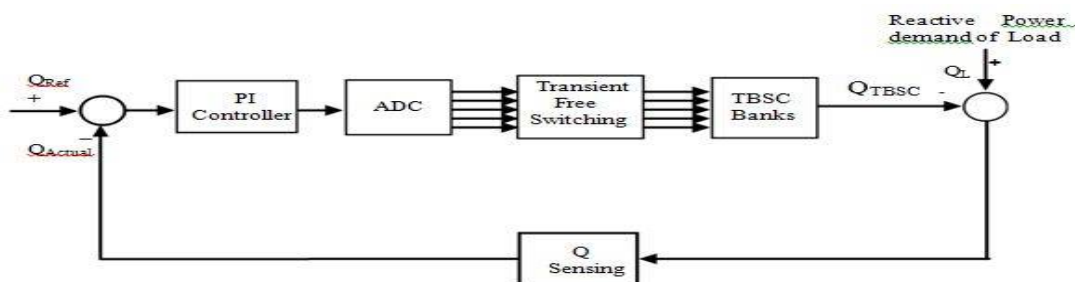 Reactive Power
demand of Load
QRef
+
PI
Controller
ADC
Transient
Free
Switching
TBSC
Banks
QTBSC
-
QL
+
−
QActual
Q
Sensing